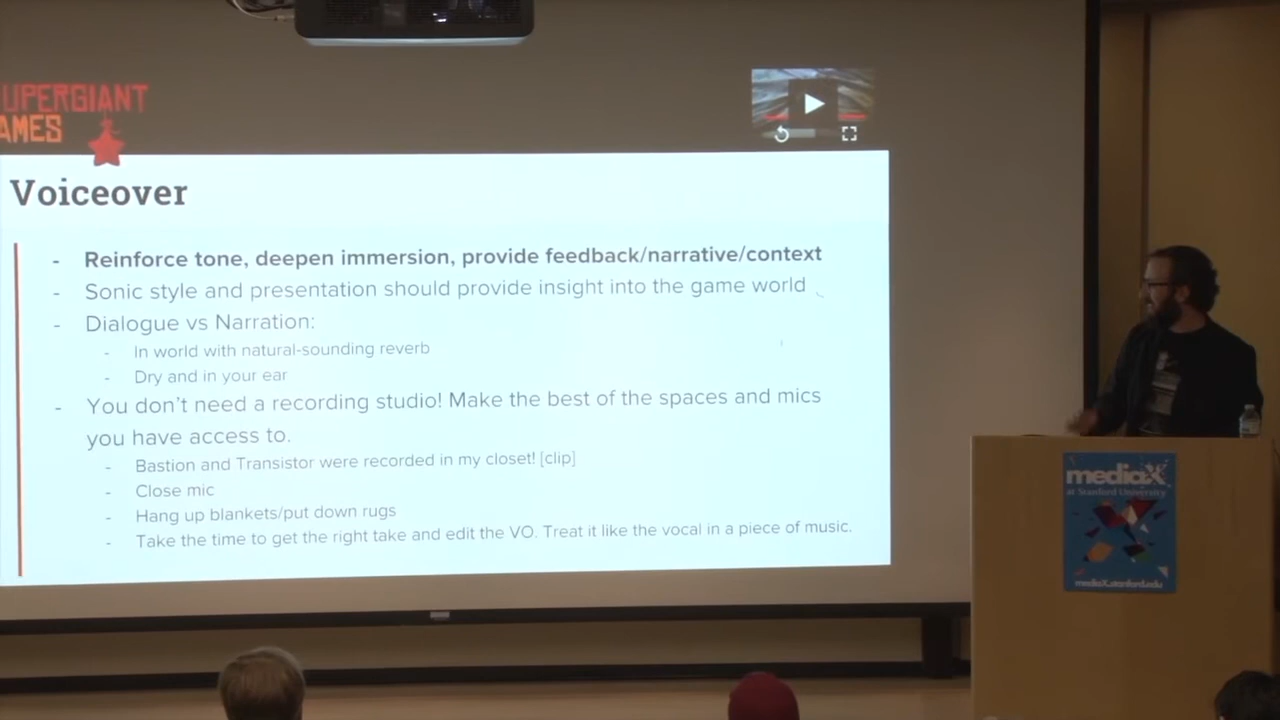 UPERGIANT
AMES
Voiceover
- Reinforce tone, deepen immersion, provide feedback/narrative/context
- Sonic style and presentation should provide insight into the game world
- Dialogue vs Narration:
- In world with natural-sounding reverb
- Dry and in your ear
- You don't need a recording studio! Make the best of the spaces and mics
you have access to.
- Bastion and Transistor were recorded in my closet! [clip]
- Close mic
- Hang up blankets/put down rugs
- Take the time to get the right take and edit the VO. Treat it like the vocal in a piece of music.
mediaX
at Stanford University
mediaX.stanford.edu